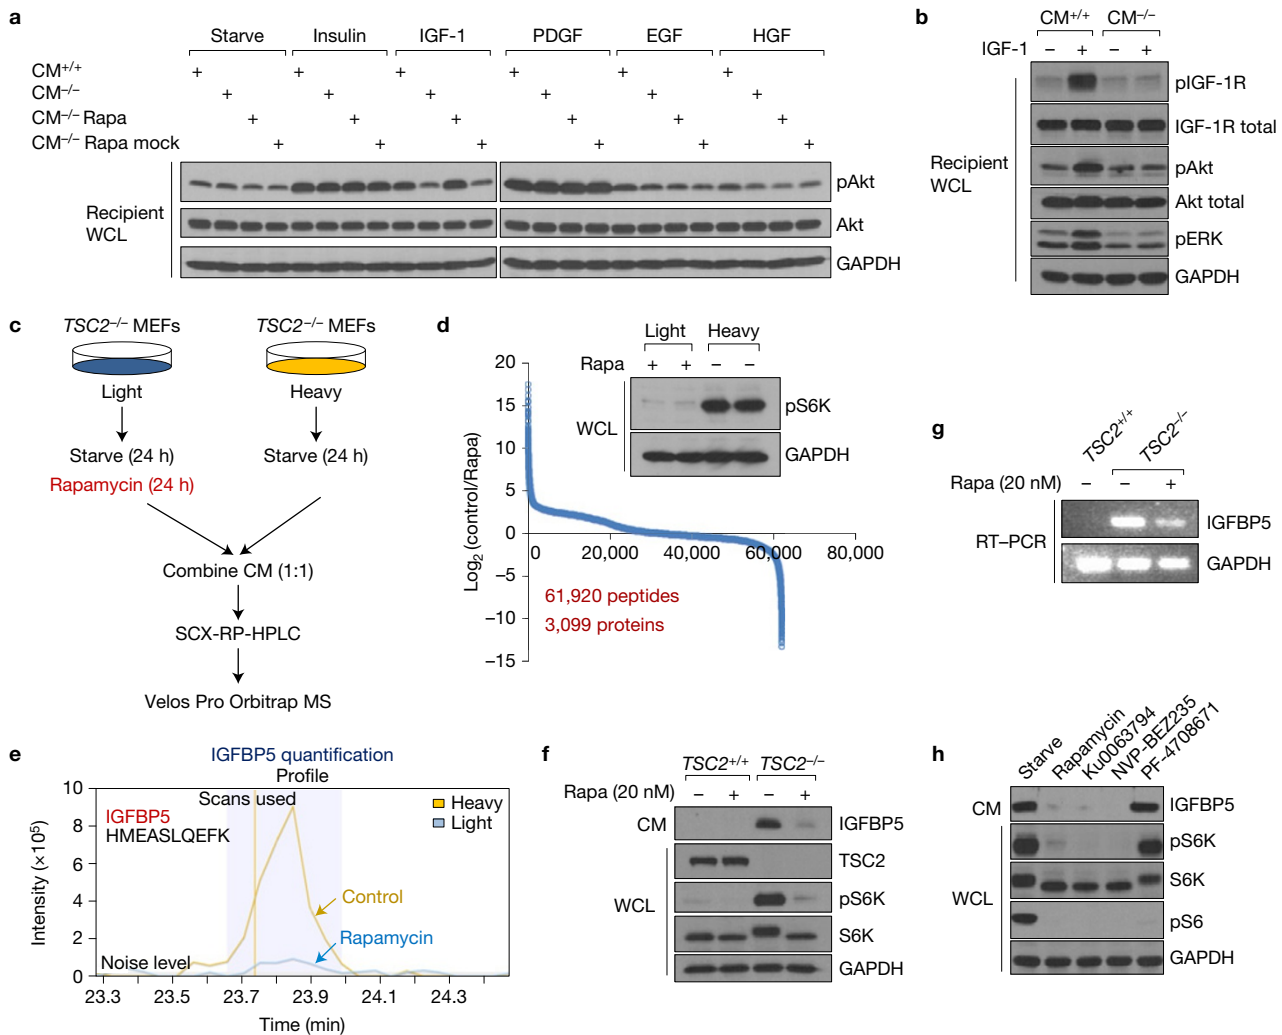 a
Starve Insulin IGF-1 PDGF EGF HGF
CM+/+ + + + + + +
CM−/− + + + + + +
CM−/− Rapa + + + + + +
CM−/− Rapa mock + + + + + +
Recipient
WCL
pAkt
Akt
GAPDH
b
CM+/+ CM−/−
IGF-1 − + − +
Recipient
WCL
pIGF-1R
IGF-1R total
pAkt
Akt total
pERK
GAPDH
c
TSC2−/− MEFs TSC2−/− MEFs
Light Heavy
Starve (24 h) Starve (24 h)
Rapamycin (24 h)
Combine CM (1:1)
SCX-RP-HPLC
Velos Pro Orbitrap MS
d
Light Heavy
Rapa + + − −
WCL
pS6K
GAPDH
Log2 (control/Rapa)
20
15
10
5
0
−5
−10
−15
0 20,000 40,000 60,000 80,000
61,920 peptides
3,099 proteins
e
IGFBP5 quantification
Profile
Scans used
IGFBP5
HMEASLQEFK
Heavy
Light
Control
Rapamycin
Noise level
Intensity (×10⁵)
10
8
6
4
2
0
23.3 23.5 23.7 23.9 24.1 24.3
Time (min)
f
TSC2+/+ TSC2−/−
Rapa (20 nM) − + − +
CM IGFBP5
WCL
TSC2
pS6K
S6K
GAPDH
g
TSC2+/+ TSC2−/−
Rapa (20 nM) − − +
RT–PCR
IGFBP5
GAPDH
h
Starve Rapamycin Ku0063794 NVP-BEZ235 PF-4708671
CM IGFBP5
WCL
pS6K
S6K
pS6
GAPDH